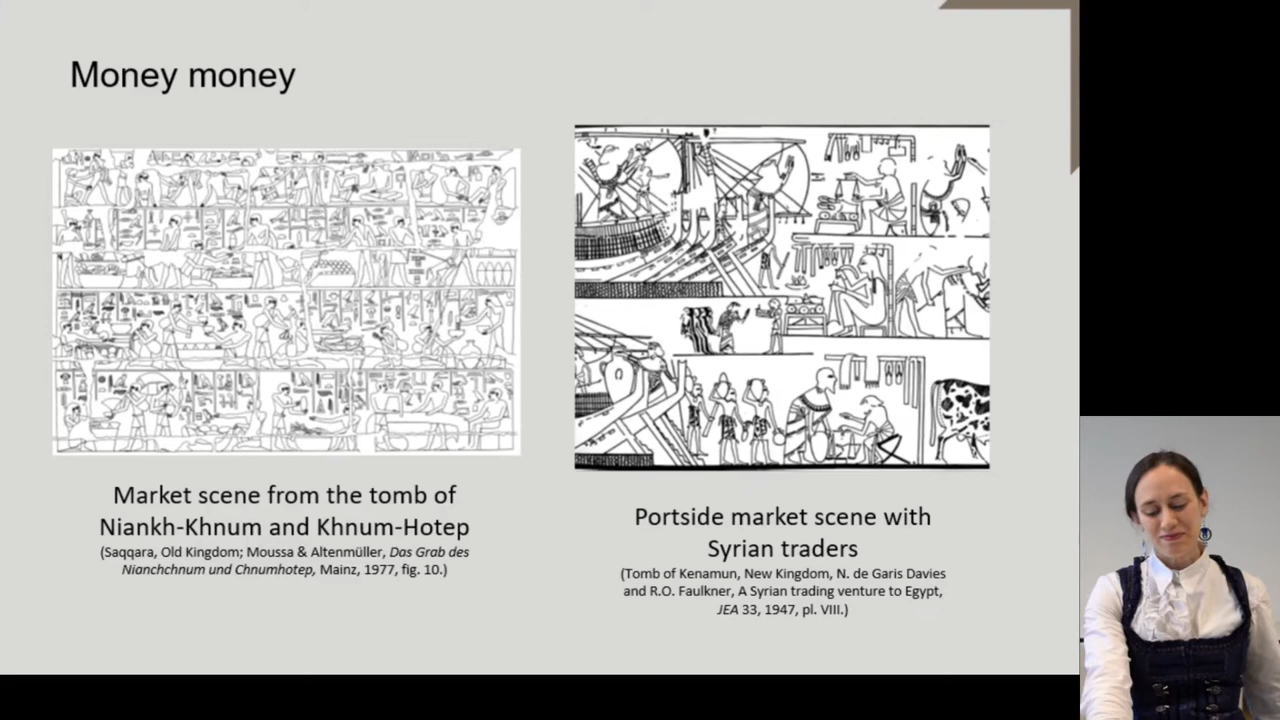 Money money
Market scene from the tomb of
Niankh-Khnum and Khnum-Hotep
(Saqqara, Old Kingdom; Moussa & Altenmüller, Das Grab des
Nianchchnum und Chnumhotep, Mainz, 1977, fig. 10.)
Portside market scene with
Syrian traders
(Tomb of Kenamun, New Kingdom, N. de Garis Davies
and R.O. Faulkner, A Syrian trading venture to Egypt,
JEA 33, 1947, pl. VIII.)